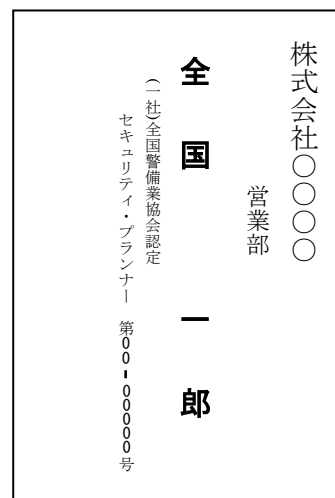 株式会社○○○○
営業部
全国　一郎
(一社)全国警備業協会認定
セキュリティ・プランナー　第00-00000号